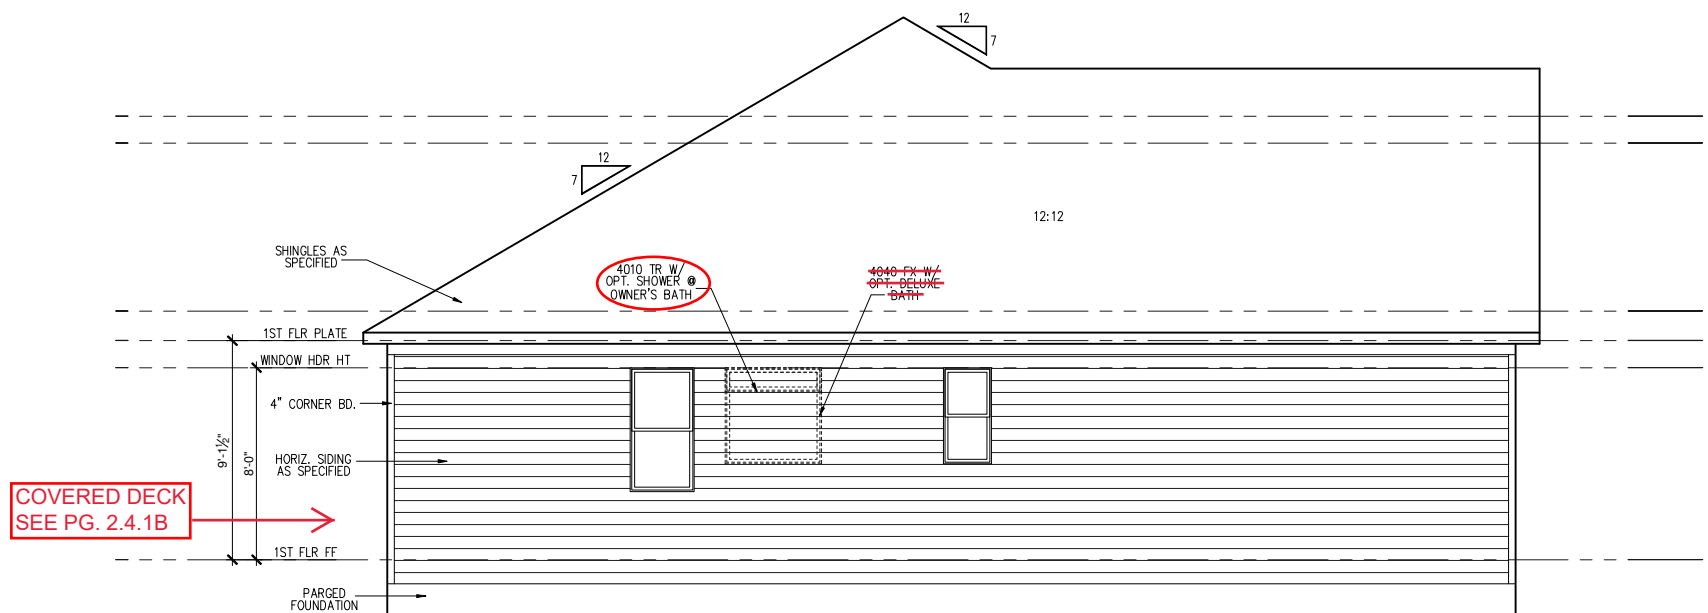 12
7
12
7
12:12
SHINGLES AS
SPECIFIED
4010 TR W/
OPT. SHOWER @
OWNER'S BATH
4040 FX W/
OPT. DELUXE
BATH
1ST FLR PLATE
WINDOW HDR HT
4" CORNER BD.
9'-1½"
8'-0"
HORIZ. SIDING
AS SPECIFIED
COVERED DECK
SEE PG. 2.4.1B
1ST FLR FF
PARGED
FOUNDATION